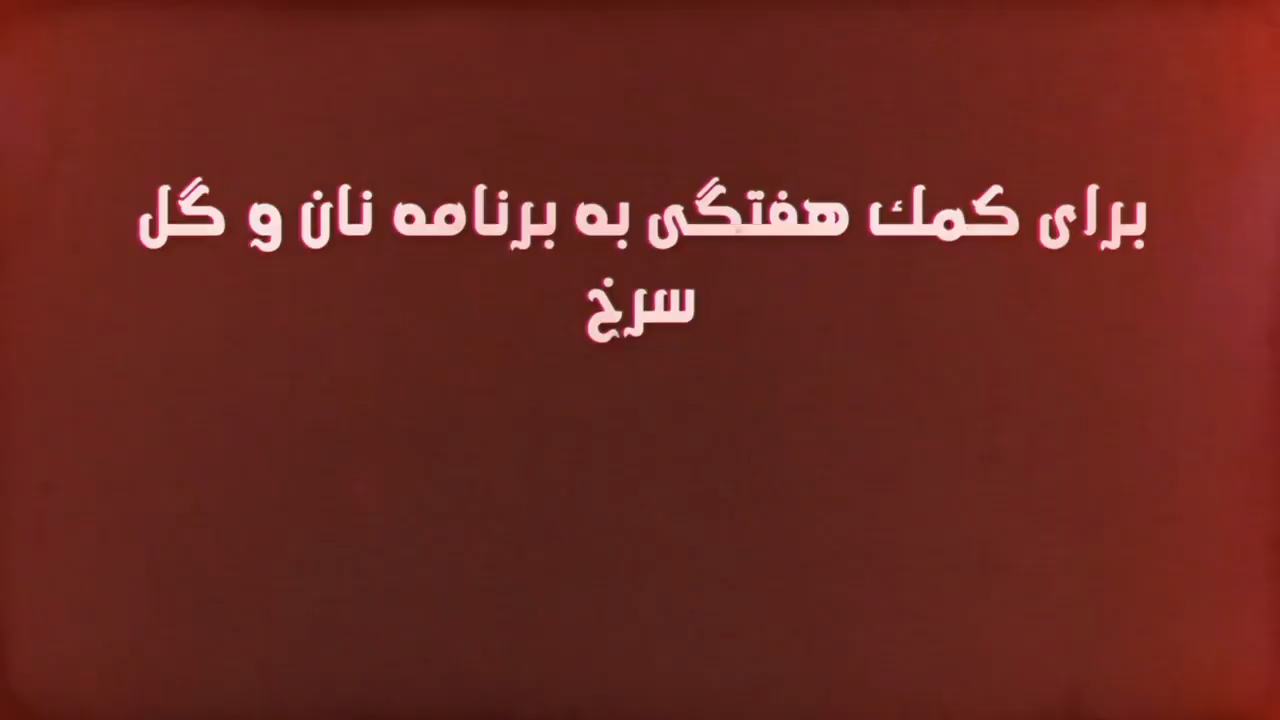 برای کمک هفتگی به برنامه نان و گل
سرخ